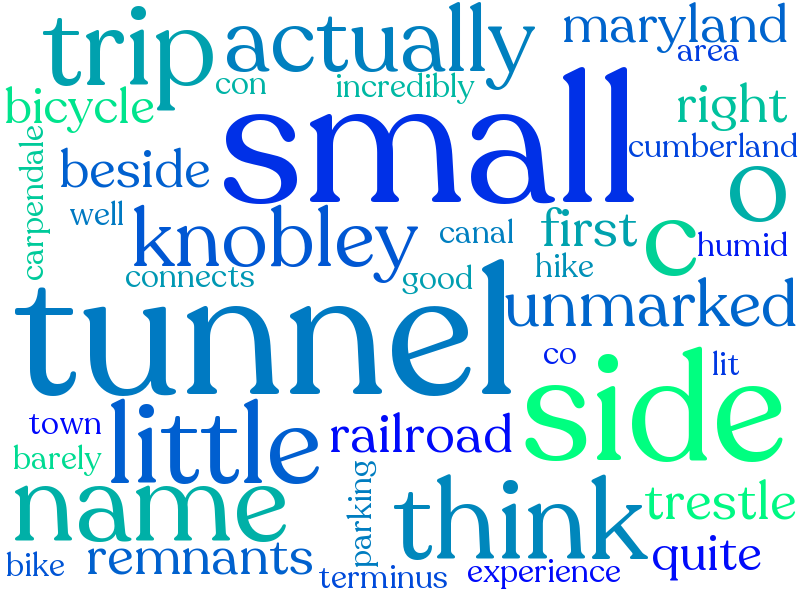 trip actually maryland
con incredibly area
bicycle small right
carpendale beside cumberland
well knobley canal first c o
connects good hike humid
tunnel unmarked
co lit
town little railroad side
barely
name parking think trestle
bike remnants terminus experience quite